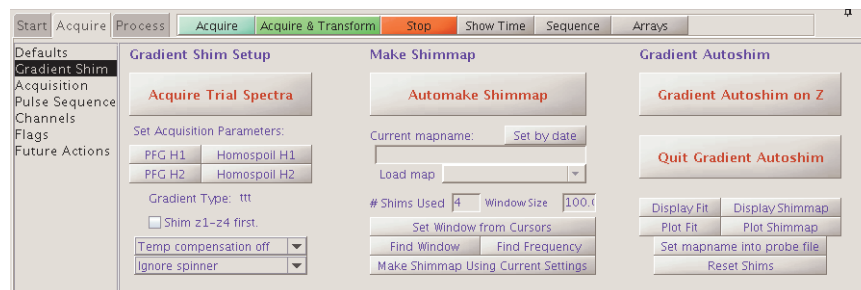 Start Acquire Process Acquire Acquire & Transform Stop Show Time Sequence Arrays
Defaults
Gradient Shim
Acquisition
Pulse Sequence
Channels
Flags
Future Actions
Gradient Shim Setup
Acquire Trial Spectra
Set Acquisition Parameters:
PFG H1 Homospoil H1
PFG H2 Homospoil H2
Gradient Type: ttt
Shim z1-z4 first.
Temp compensation off
Ignore spinner
Make Shimmap
Automake Shimmap
Current mapname: Set by date
Load map
# Shims Used 4 Window Size 100.
Set Window from Cursors
Find Window Find Frequency
Make Shimmap Using Current Settings
Gradient Autoshim
Gradient Autoshim on Z
Quit Gradient Autoshim
Display Fit Display Shimmap
Plot Fit Plot Shimmap
Set mapname into probe file
Reset Shims